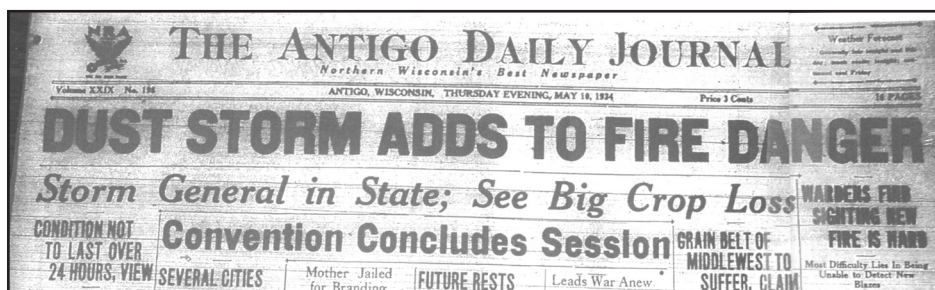 NRA
THE ANTIGO DAILY JOURNAL
Northern Wisconsin's Best Newspaper
Weather Forecast
Volume XXIX No. 198
ANTIGO, WISCONSIN, THURSDAY EVENING, MAY 10, 1934
Price 3 Cents
16 PAGES
DUST STORM ADDS TO FIRE DANGER
Storm General in State; See Big Crop Loss
CONDITION NOT
TO LAST OVER
24 HOURS, VIEW
Convention Concludes Session
SEVERAL CITIES
Mother Jailed
for Branding
FUTURE RESTS
Leads War Anew
GRAIN BELT OF
MIDDLEWEST TO
SUFFER, CLAIM
WARDENS FIND
SIGHTING NEW
FIRE IS HARD
Most Difficulty Lies In Being
Unable to Detect New
Blazes